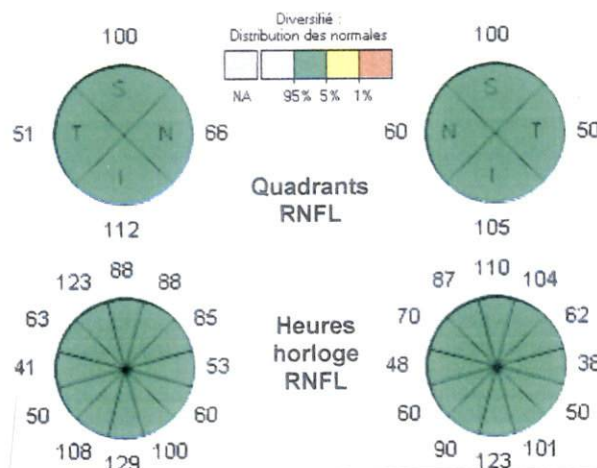 Diversifié :
Distribution des normales
NA 95% 5% 1%
100
S
51 T N 66
I
112
100
S
60 N T 50
I
105
Quadrants
RNFL
88
123 88
63 85
41 53
50 60
108 100
129
Heures
horloge
RNFL
110
87 104
70 62
48 38
60 50
90 101
123